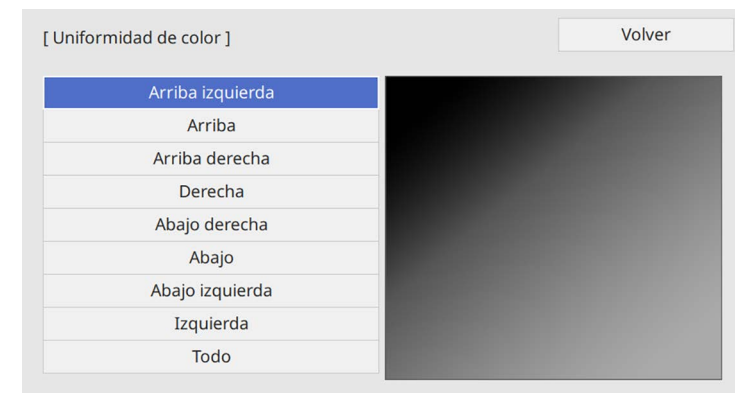 [ Uniformidad de color ]
Volver
Arriba izquierda
Arriba
Arriba derecha
Derecha
Abajo derecha
Abajo
Abajo izquierda
Izquierda
Todo